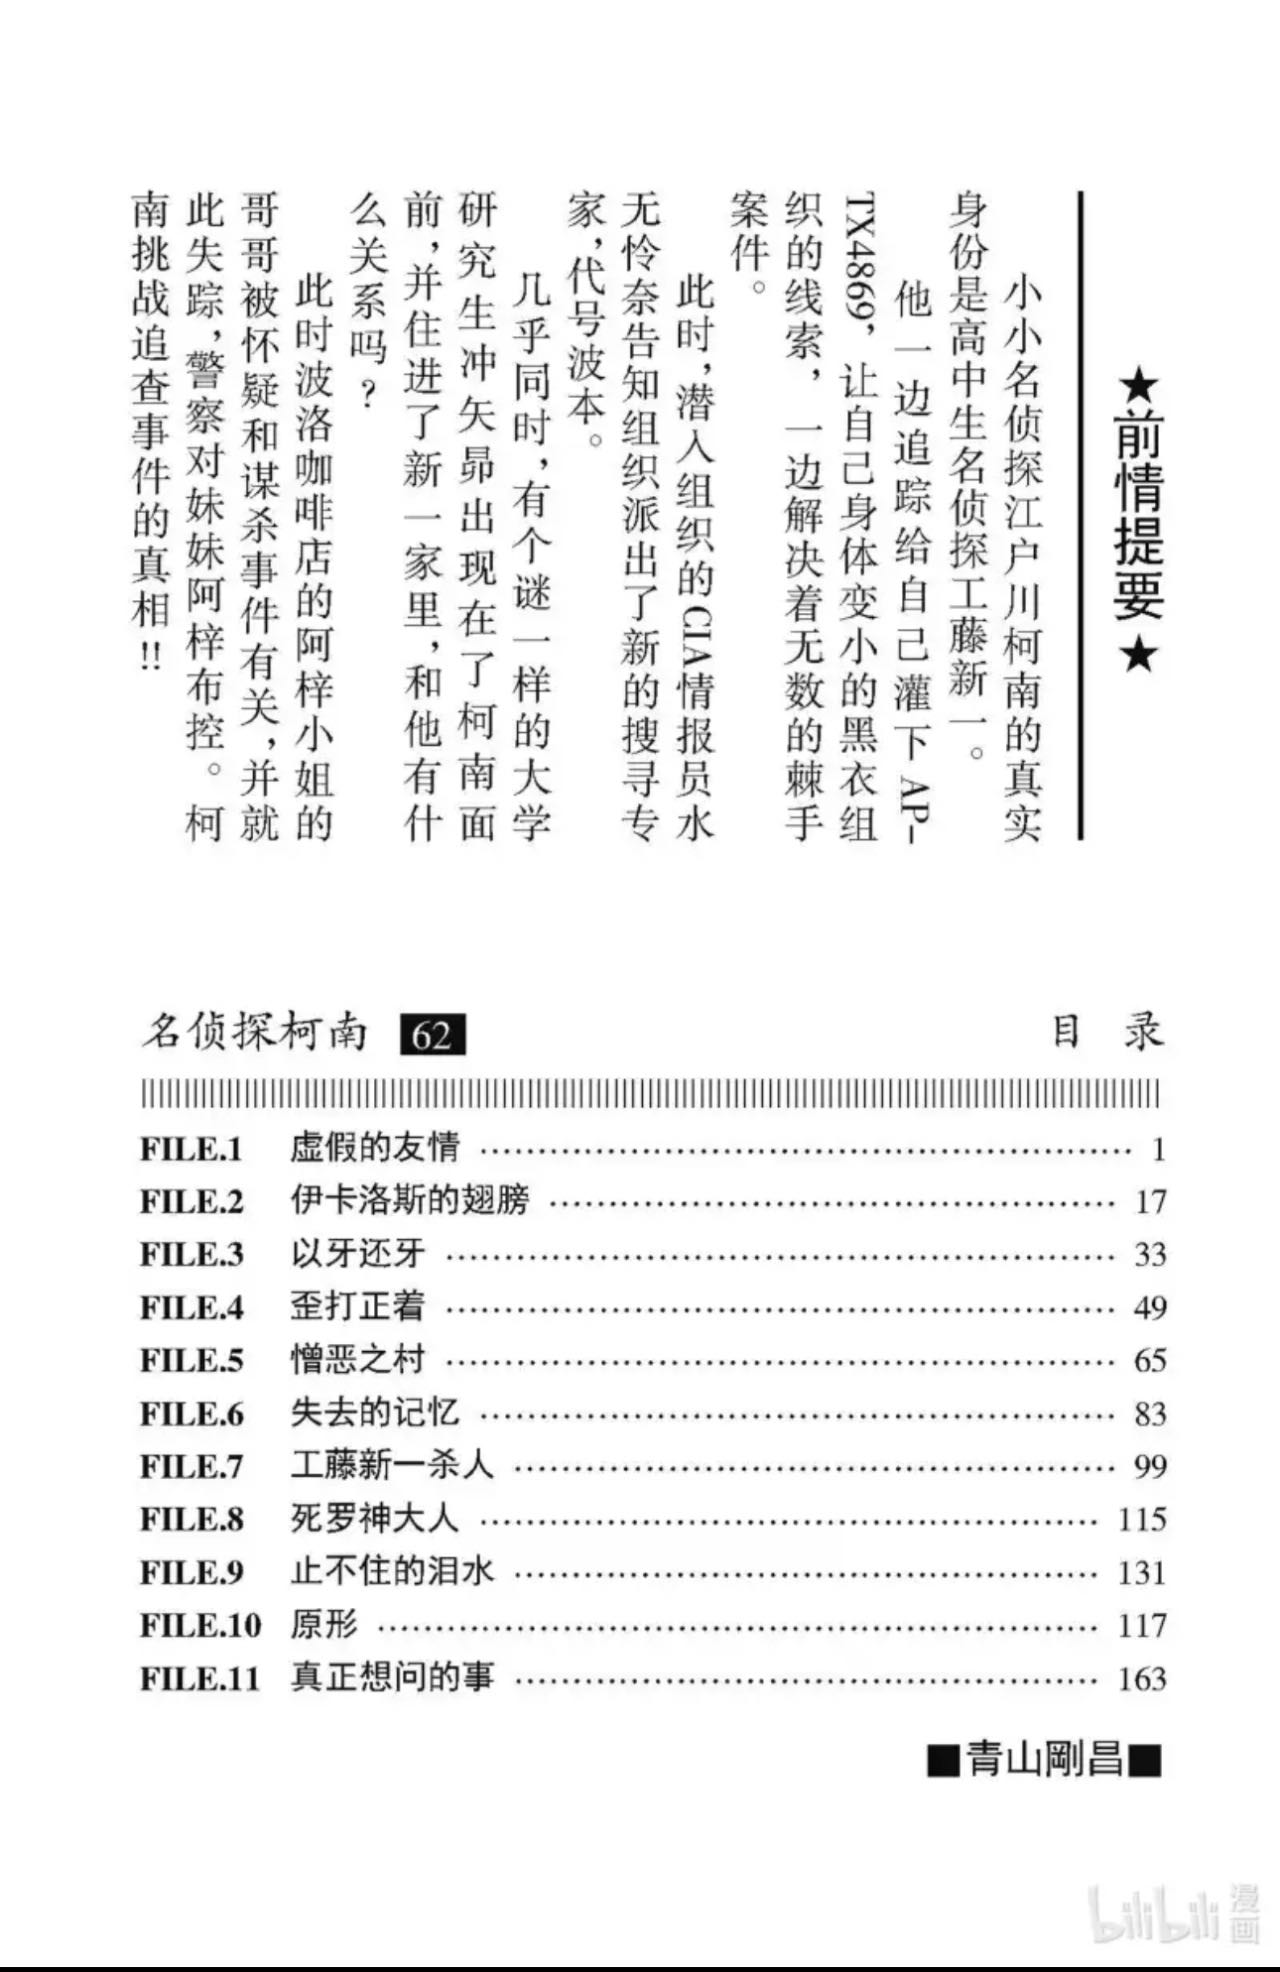 ★前情提要★
小小名侦探江户川柯南的真实
身份是高中生名侦探工藤新一。
他一边追踪给自己灌下AP-
TX4869，让自己身体变小的黑衣组
织的线索，一边解决着无数的棘手
案件。
此时，潜入组织的CIA情报员水
无怜奈告知组织派出了新的搜寻专
家，代号波本。
几乎同时，有个谜一样的大学
研究生冲矢昴出现在了柯南面
前，并住进了新一家里，和他有什
么关系吗？
此时波洛咖啡店的阿梓小姐的
哥哥被怀疑和谋杀事件有关，并就
此失踪，警察对妹妹阿梓布控。柯
南挑战追查事件的真相!!
名侦探柯南 62 目 录
FILE.1 虚假的友情 1
FILE.2 伊卡洛斯的翅膀 17
FILE.3 以牙还牙 33
FILE.4 歪打正着 49
FILE.5 憎恶之村 65
FILE.6 失去的记忆 83
FILE.7 工藤新一杀人 99
FILE.8 死罗神大人 115
FILE.9 止不住的泪水 131
FILE.10 原形 117
FILE.11 真正想问的事 163
■青山剛昌■
bilibili 漫画